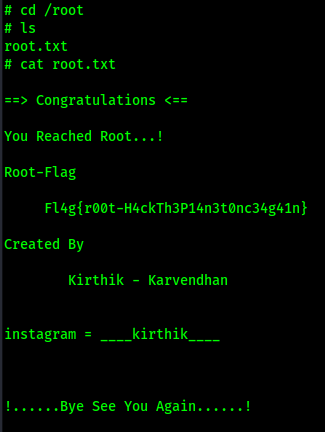 # cd /root
# ls
root.txt
# cat root.txt
==> Congratulations <==
You Reached Root...!
Root-Flag
Fl4g{r00t-H4ckTh3P14n3t0nc34g41n}
Created By
Kirthik - Karvendhan
instagram = ____kirthik____
!......Bye See You Again......!